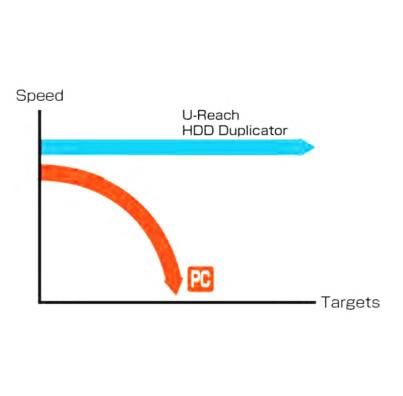 Speed
U-Reach
HDD Duplicator
PC
Targets